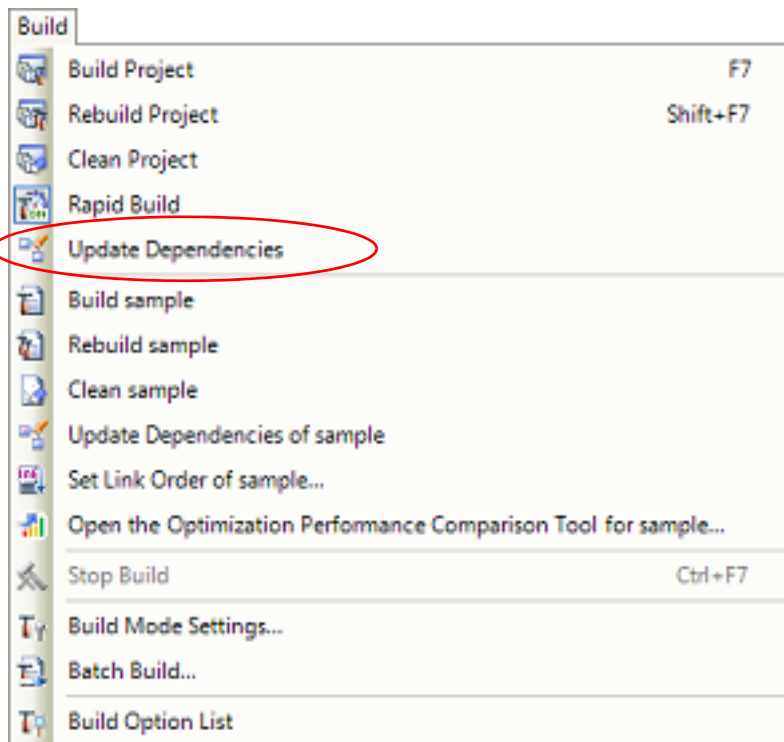 Build
Build Project F7
Rebuild Project Shift+F7
Clean Project
Rapid Build
Update Dependencies
Build sample
Rebuild sample
Clean sample
Update Dependencies of sample
Set Link Order of sample...
Open the Optimization Performance Comparison Tool for sample...
Stop Build Ctrl+F7
Build Mode Settings...
Batch Build...
Build Option List